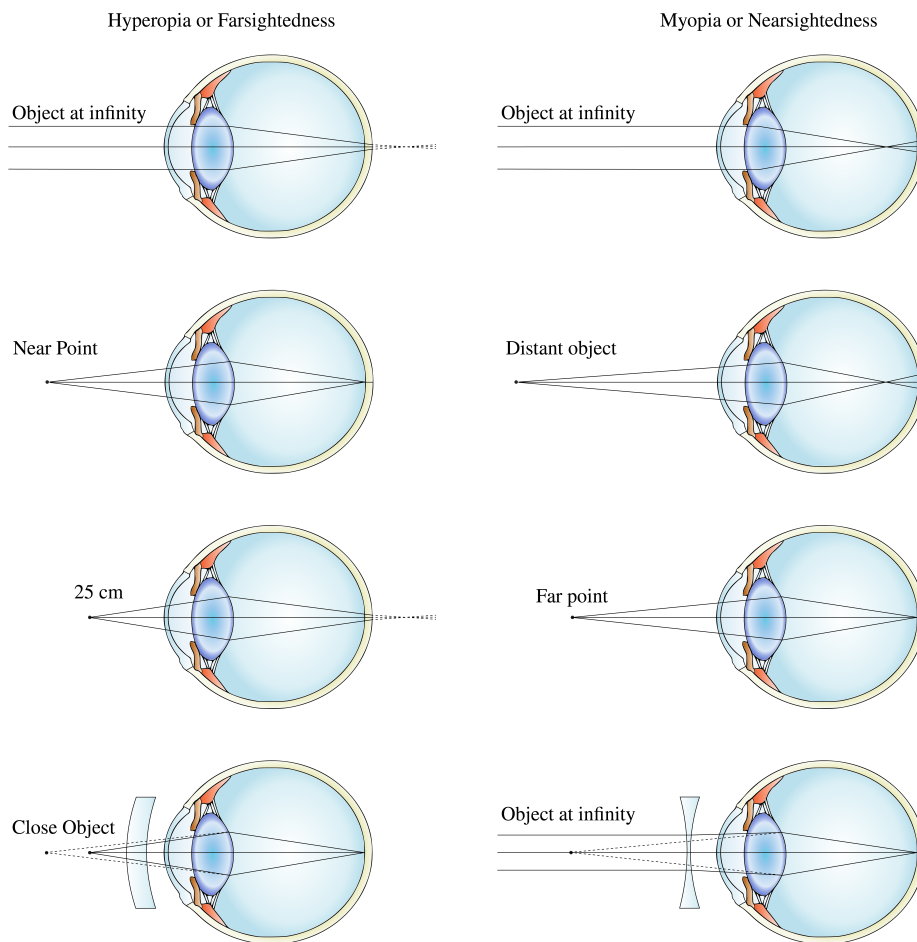 Hyperopia or Farsightedness
Myopia or Nearsightedness
Object at infinity
Object at infinity
Near Point
Distant object
25 cm
Far point
Close Object
Object at infinity